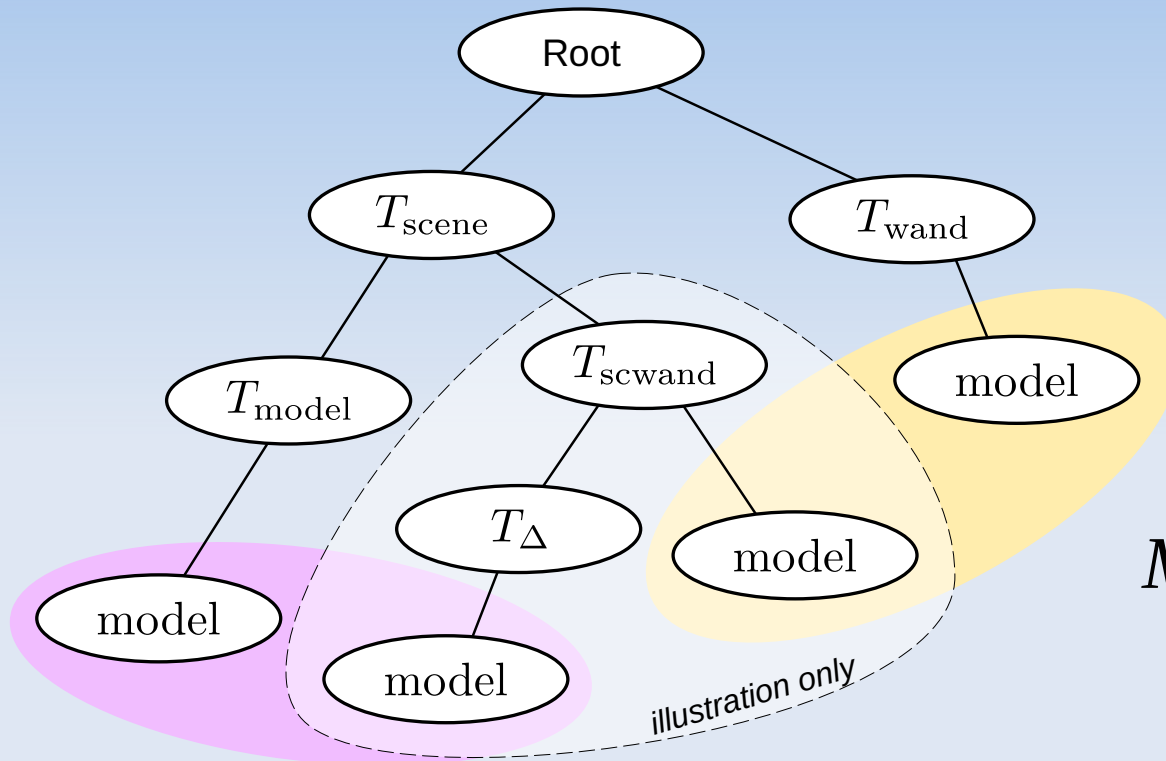 Root
T_scene
T_wand
T_scwand
model
T_model
T_Δ
model
model
model
illustration only
M